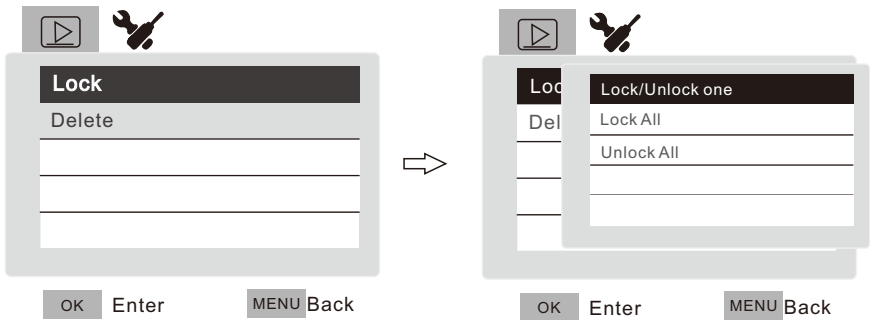 Lock
Delete
OK Enter MENU Back
Loc
Del
Lock/Unlock one
Lock All
Unlock All
OK Enter MENU Back